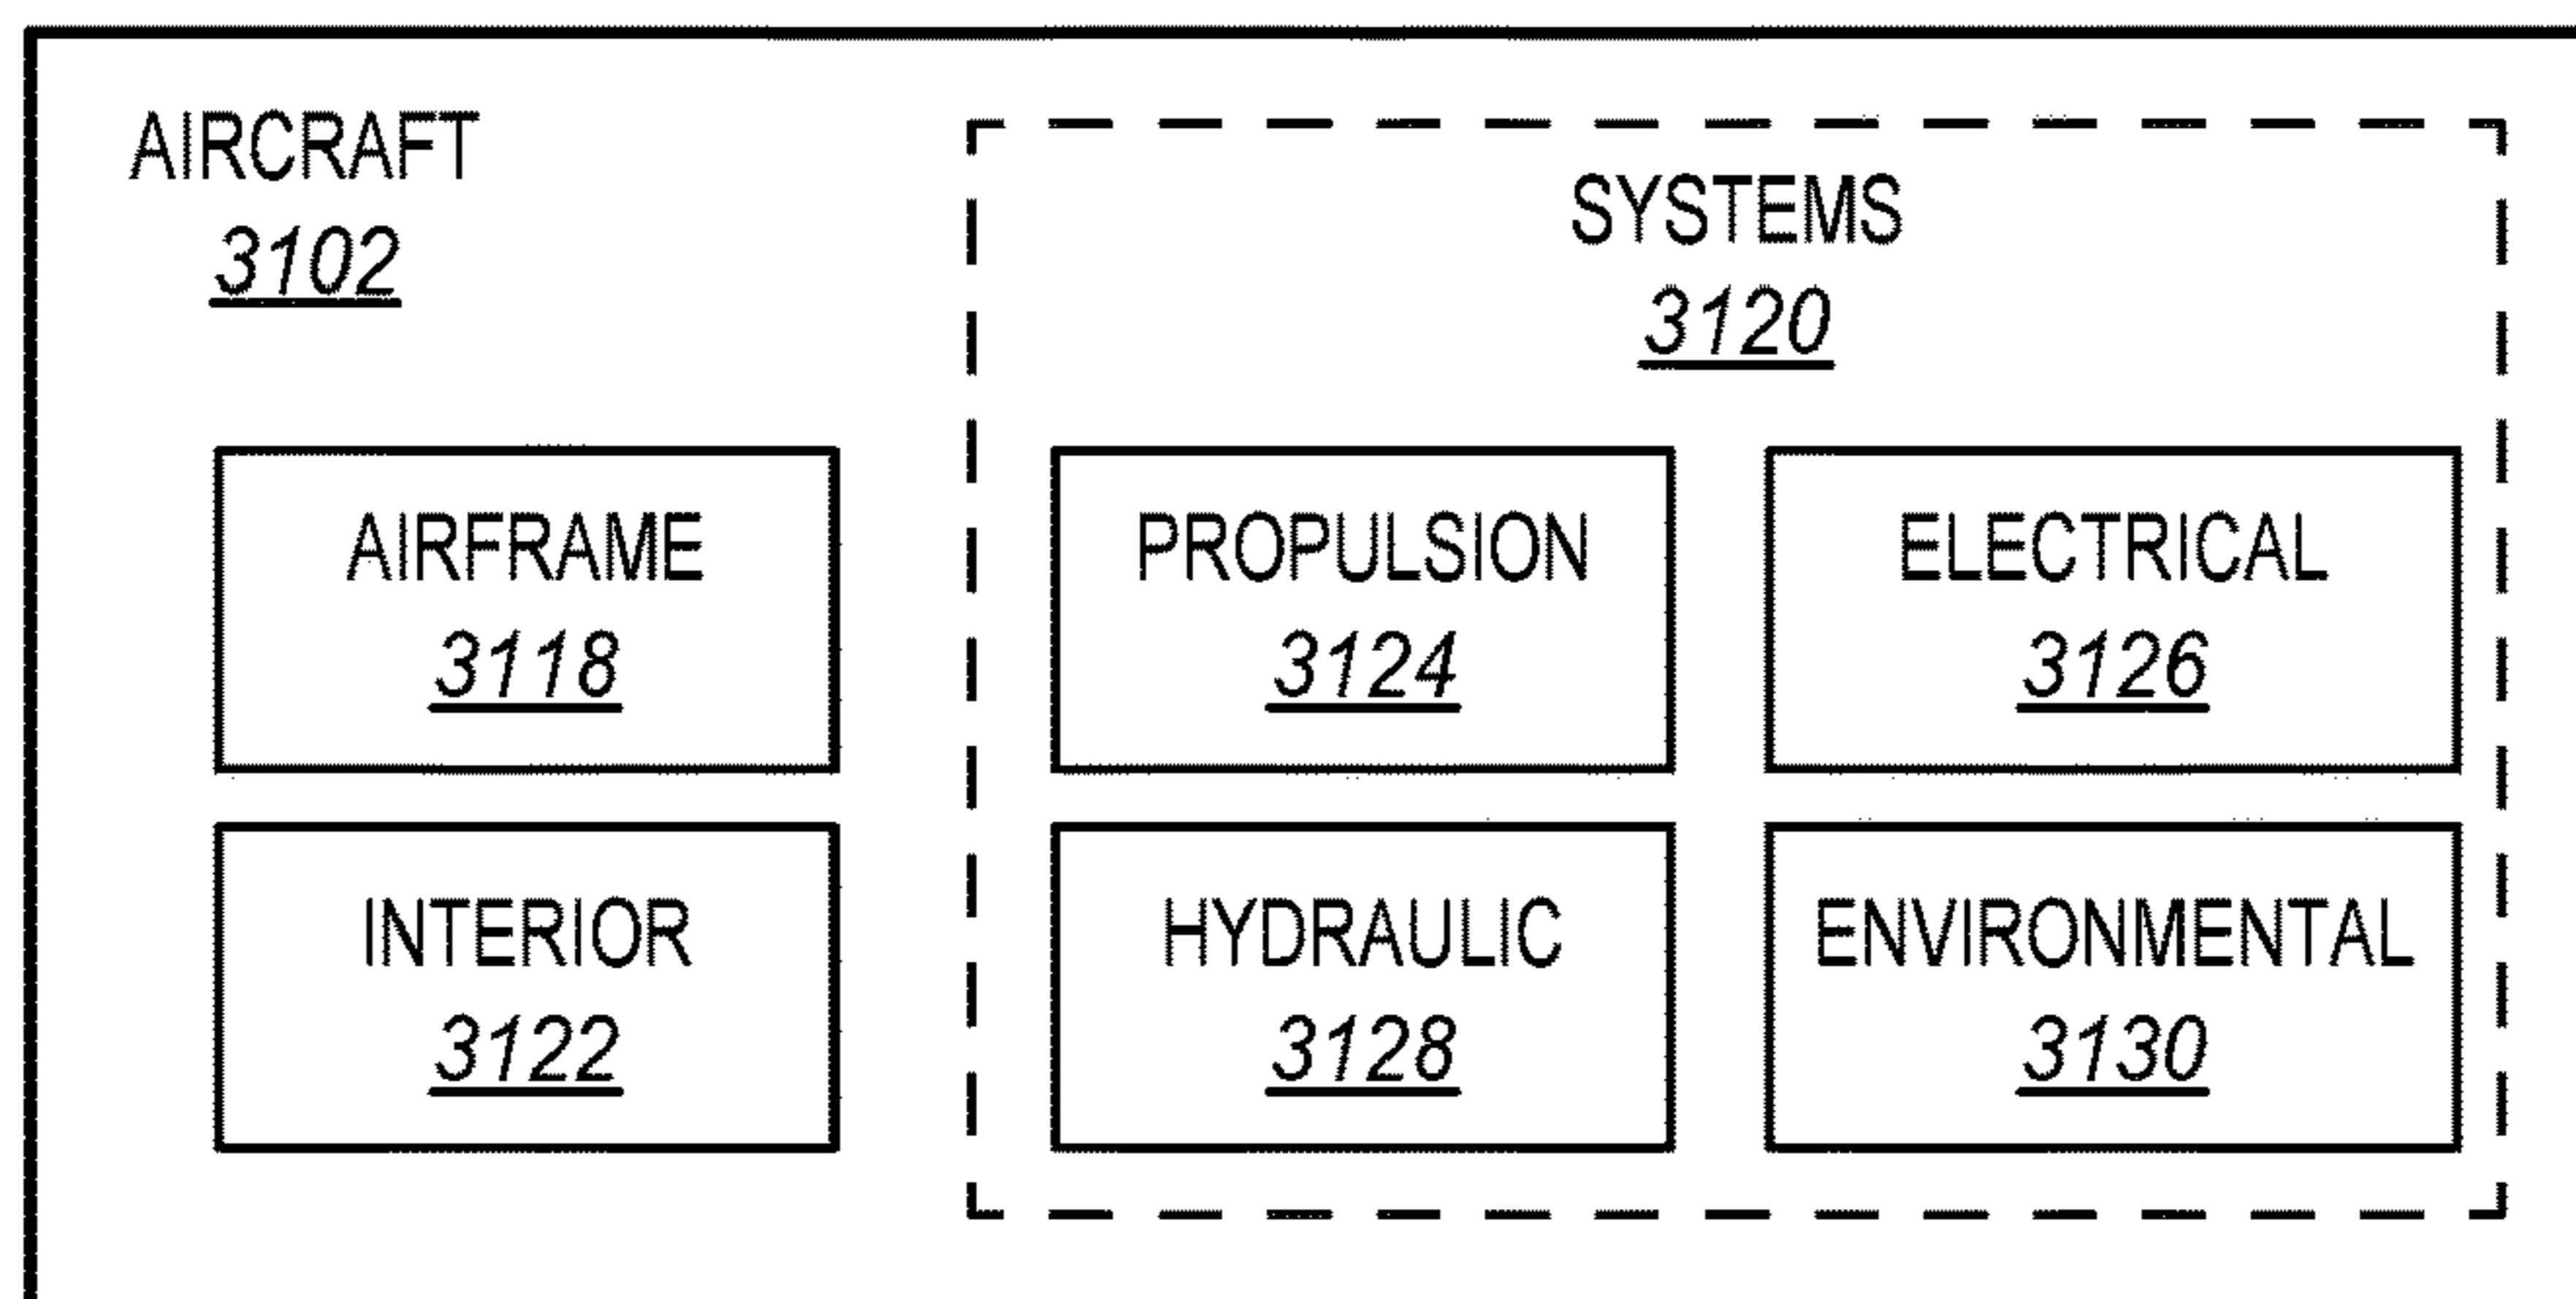 AIRCRAFT
3102
SYSTEMS
3120
AIRFRAME
3118
PROPULSION
3124
ELECTRICAL
3126
INTERIOR
3122
HYDRAULIC
3128
ENVIRONMENTAL
3130